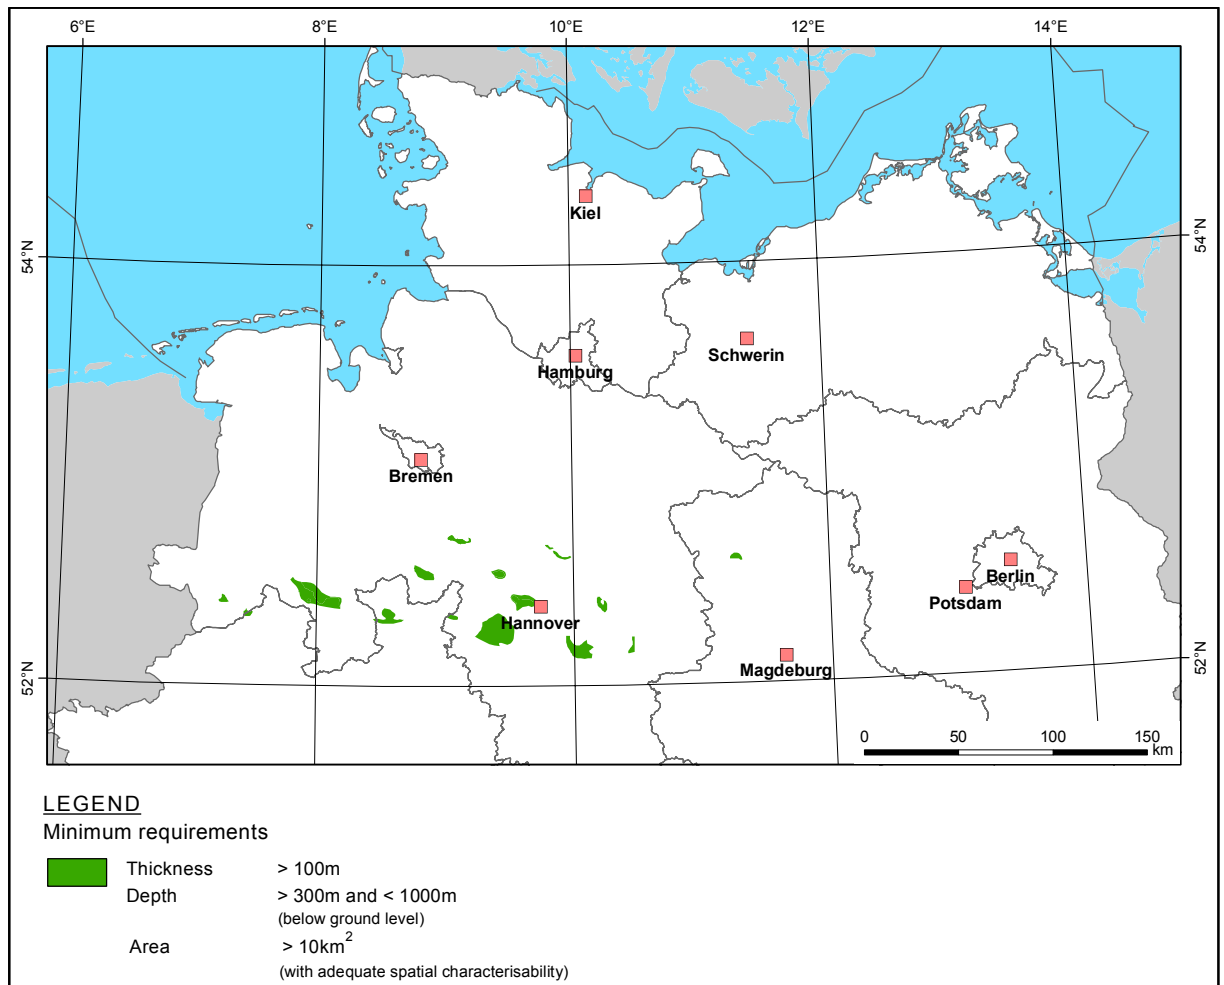 6°E 8°E 10°E 12°E 14°E
54°N
54°N
Kiel
Schwerin
Hamburg
Bremen
Berlin
Potsdam
Hannover
Magdeburg
52°N
52°N
0 50 100 150
km
LEGEND
Minimum requirements
Thickness > 100m
Depth > 300m and < 1000m
(below ground level)
Area > 10km²
(with adequate spatial characterisability)